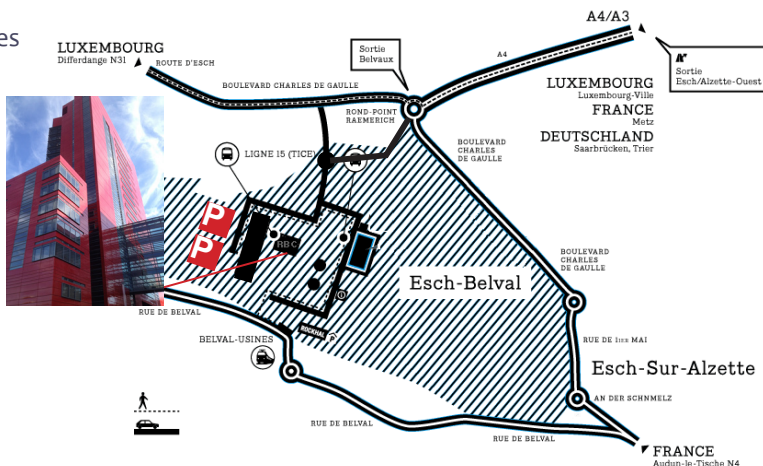 es
LUXEMBOURG
Differdange N31
ROUTE D'ESCH
BOULEVARD CHARLES DE GAULLE
Sortie
Belvaux
A4
A4/A3
Sortie
Esch/Alzette-Ouest
LUXEMBOURG
Luxembourg-Ville
FRANCE
Metz
DEUTSCHLAND
Saarbrücken, Trier
ROND-POINT
RAEMERICH
BOULEVARD
CHARLES
DE GAULLE
LIGNE 15 (TICE)
P
P
RBC
BOULEVARD
CHARLES
DE GAULLE
Esch-Belval
RUE DE BELVAL
ROCKHAL
BELVAL-USINES
RUE DE 1ER MAI
Esch-Sur-Alzette
AN DER SCHNMELZ
RUE DE BELVAL
RUE DE BELVAL
FRANCE
Audun-le-Tische N4